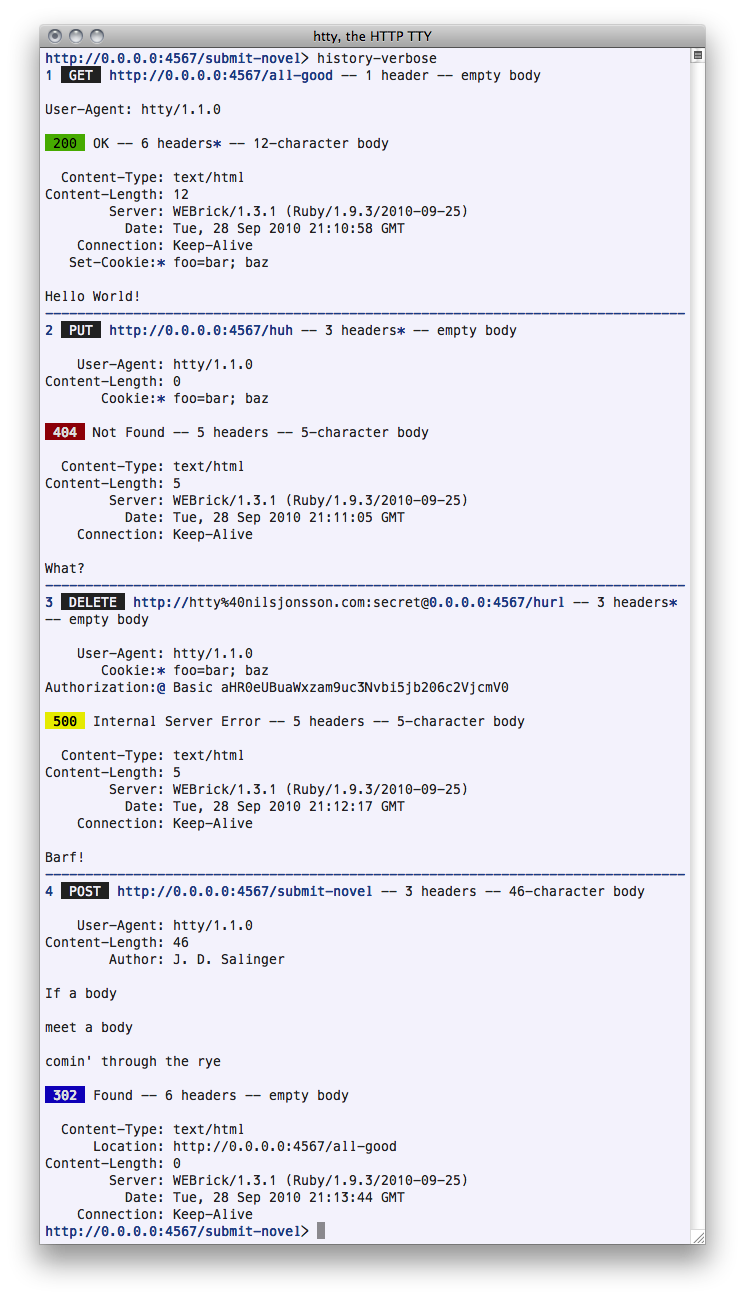 htty, the HTTP TTY
http://0.0.0.0:4567/submit-novel> history-verbose
1 GET http://0.0.0.0:4567/all-good -- 1 header -- empty body
User-Agent: htty/1.1.0
200 OK -- 6 headers* -- 12-character body
Content-Type: text/html
Content-Length: 12
Server: WEBrick/1.3.1 (Ruby/1.9.3/2010-09-25)
Date: Tue, 28 Sep 2010 21:10:58 GMT
Connection: Keep-Alive
Set-Cookie:* foo=bar; baz
Hello World!
2 PUT http://0.0.0.0:4567/huh -- 3 headers* -- empty body
User-Agent: htty/1.1.0
Content-Length: 0
Cookie:* foo=bar; baz
404 Not Found -- 5 headers -- 5-character body
Content-Type: text/html
Content-Length: 5
Server: WEBrick/1.3.1 (Ruby/1.9.3/2010-09-25)
Date: Tue, 28 Sep 2010 21:11:05 GMT
Connection: Keep-Alive
What?
3 DELETE http://htty%40nilsjonsson.com:secret@0.0.0.0:4567/hurl -- 3 headers*
-- empty body
User-Agent: htty/1.1.0
Cookie:* foo=bar; baz
Authorization:@ Basic aHR0eUBuaWxzam9uc3Nvbi5jb206c2VjcmV0
500 Internal Server Error -- 5 headers -- 5-character body
Content-Type: text/html
Content-Length: 5
Server: WEBrick/1.3.1 (Ruby/1.9.3/2010-09-25)
Date: Tue, 28 Sep 2010 21:12:17 GMT
Connection: Keep-Alive
Barf!
4 POST http://0.0.0.0:4567/submit-novel -- 3 headers -- 46-character body
User-Agent: htty/1.1.0
Content-Length: 46
Author: J. D. Salinger
If a body
meet a body
comin' through the rye
302 Found -- 6 headers -- empty body
Content-Type: text/html
Location: http://0.0.0.0:4567/all-good
Content-Length: 0
Server: WEBrick/1.3.1 (Ruby/1.9.3/2010-09-25)
Date: Tue, 28 Sep 2010 21:13:44 GMT
Connection: Keep-Alive
http://0.0.0.0:4567/submit-novel>